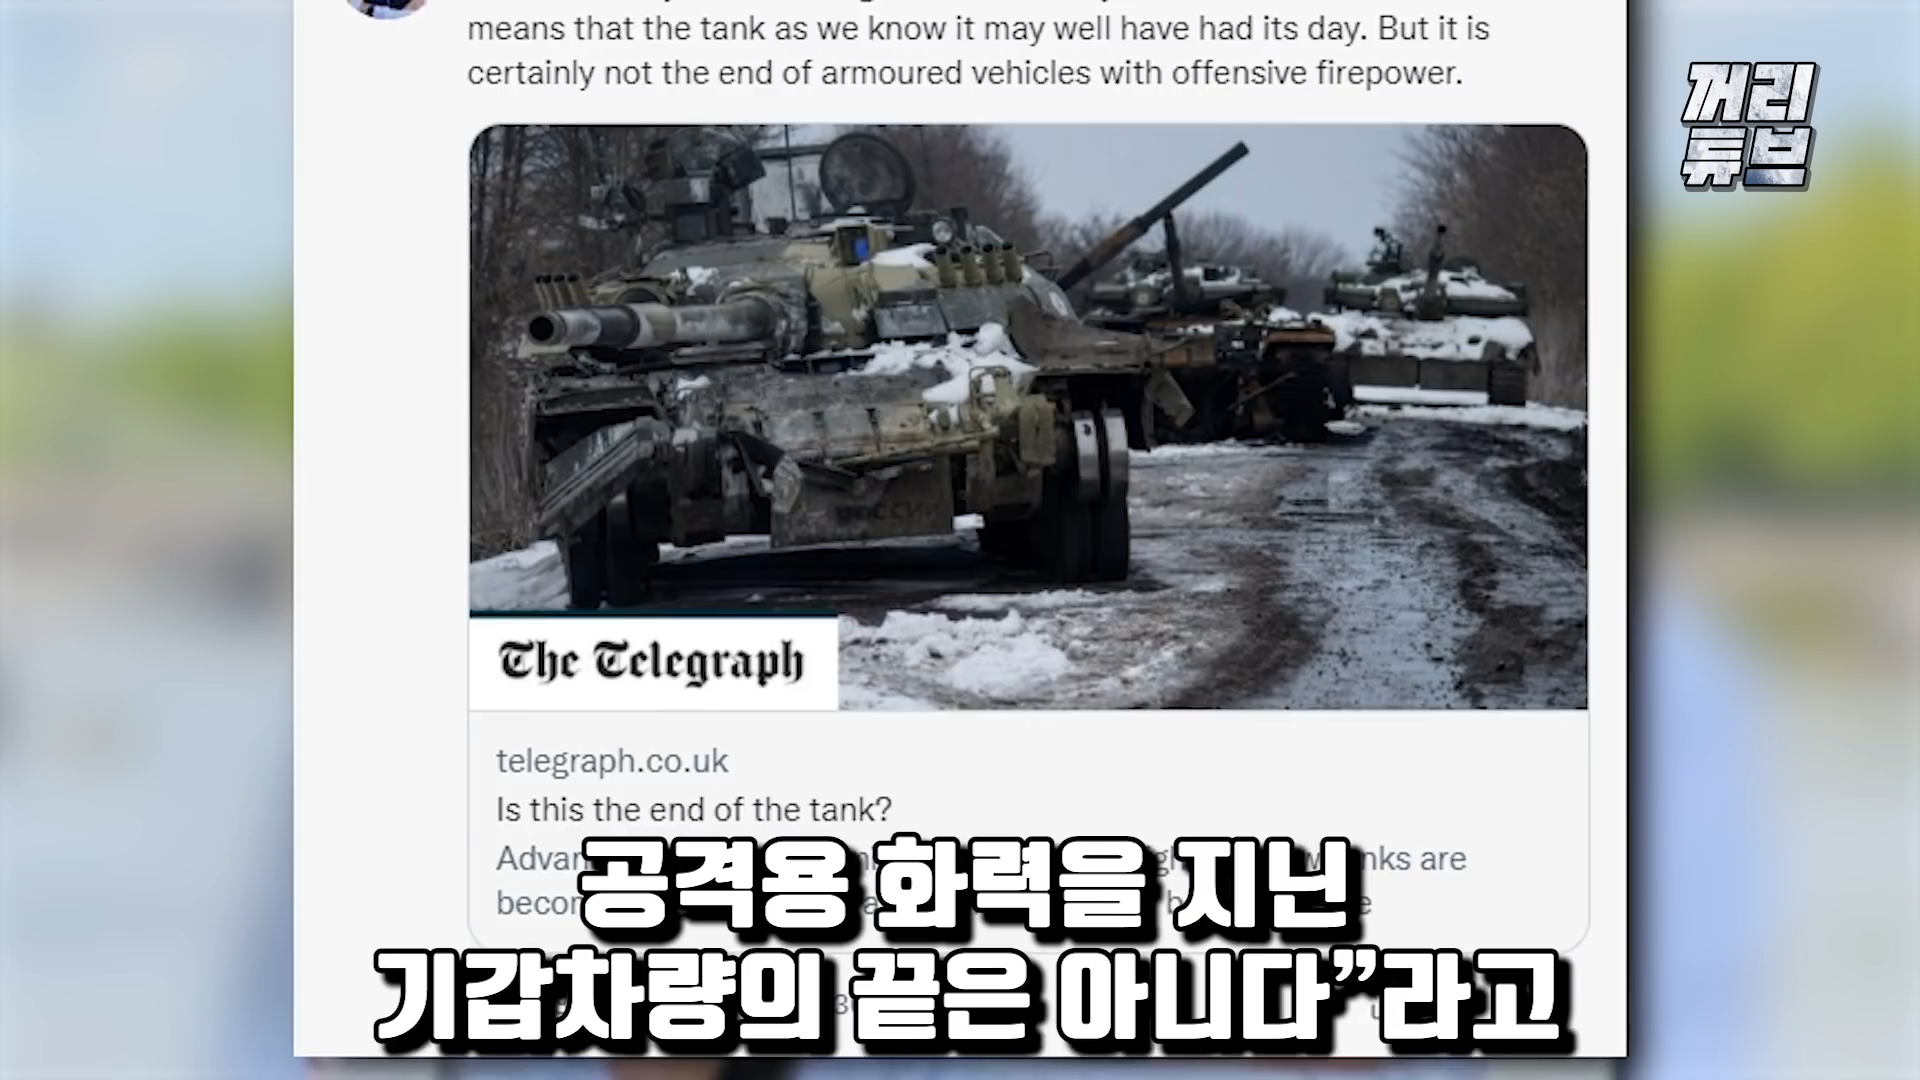 means that the tank as we know it may well have had its day. But it is
certainly not the end of armoured vehicles with offensive firepower.
꺼리
튜브
The Telegraph
telegraph.co.uk
Is this the end of the tank?
are
공격용 화력을 지닌
기갑차량의 끝은 아니다”라고